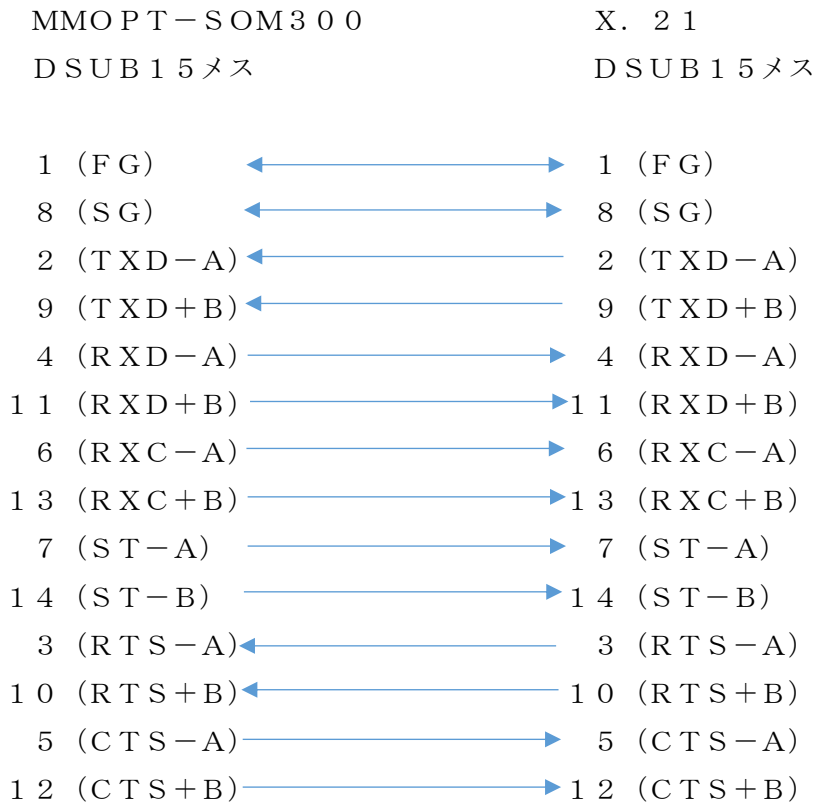 MMOPT-SOM300 X.21
DSUB15メス DSUB15メス
1(FG) 1(FG)
8(SG) 8(SG)
2(TXD-A) 2(TXD-A)
9(TXD+B) 9(TXD+B)
4(RXD-A) 4(RXD-A)
11(RXD+B) 11(RXD+B)
6(RXC-A) 6(RXC-A)
13(RXC+B) 13(RXC+B)
7(ST-A) 7(ST-A)
14(ST-B) 14(ST-B)
3(RTS-A) 3(RTS-A)
10(RTS+B) 10(RTS+B)
5(CTS-A) 5(CTS-A)
12(CTS+B) 12(CTS+B)